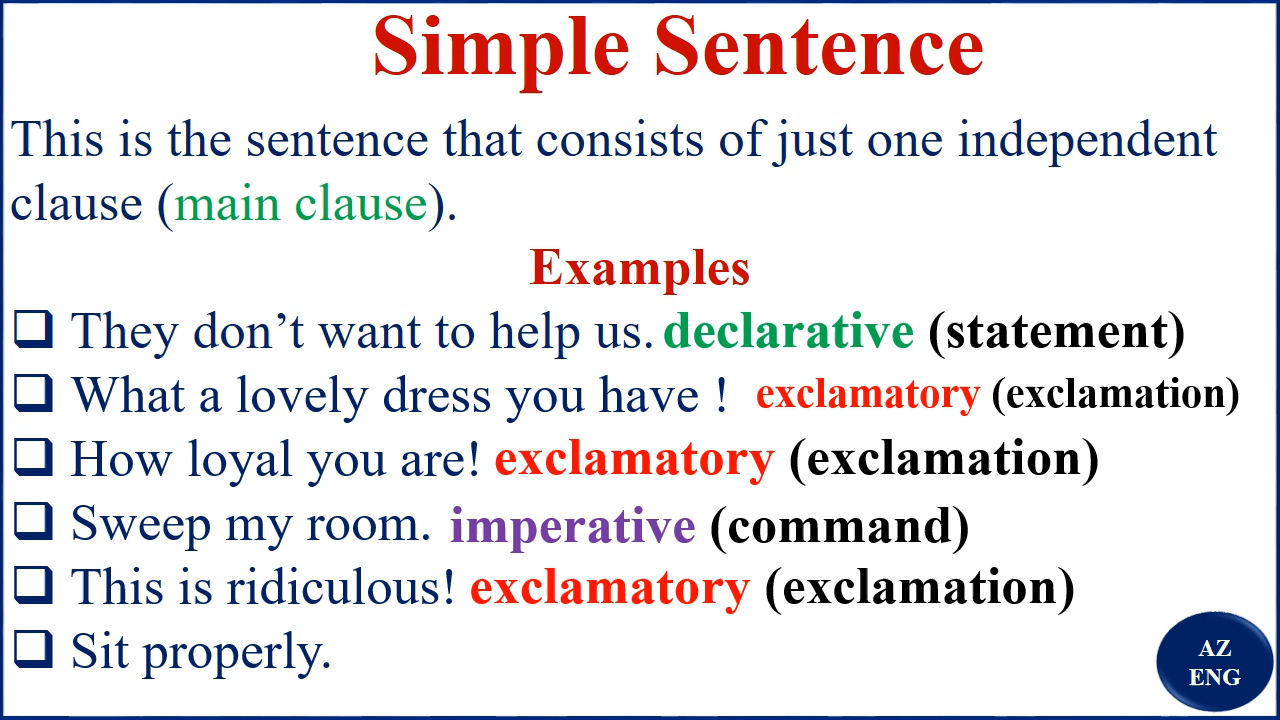 Simple Sentence
This is the sentence that consists of just one independent
clause (main clause).
Examples
❑ They don’t want to help us. declarative (statement)
❑ What a lovely dress you have ! exclamatory (exclamation)
❑ How loyal you are! exclamatory (exclamation)
❑ Sweep my room. imperative (command)
❑ This is ridiculous! exclamatory (exclamation)
❑ Sit properly.
AZ
ENG